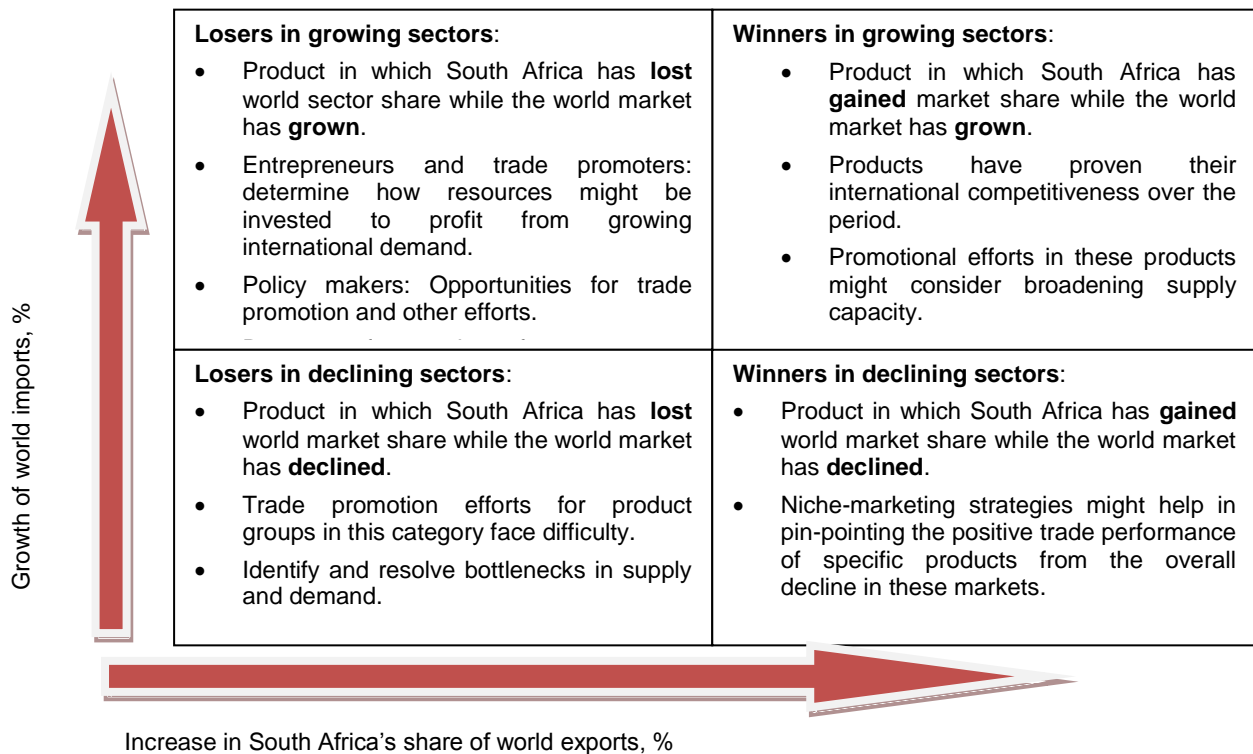 Losers in growing sectors:
• Product in which South Africa has lost
world sector share while the world market
has grown.
• Entrepreneurs and trade promoters:
determine how resources might be
invested to profit from growing
international demand.
• Policy makers: Opportunities for trade
promotion and other efforts.
Winners in growing sectors:
• Product in which South Africa has
gained market share while the world
market has grown.
• Products have proven their
international competitiveness over the
period.
• Promotional efforts in these products
might consider broadening supply
capacity.
Losers in declining sectors:
• Product in which South Africa has lost
world market share while the world market
has declined.
• Trade promotion efforts for product
groups in this category face difficulty.
• Identify and resolve bottlenecks in supply
and demand.
Winners in declining sectors:
• Product in which South Africa has gained
world market share while the world market
has declined.
• Niche-marketing strategies might help in
pin-pointing the positive trade performance
of specific products from the overall
decline in these markets.
Growth of world imports, %
Increase in South Africa’s share of world exports, %